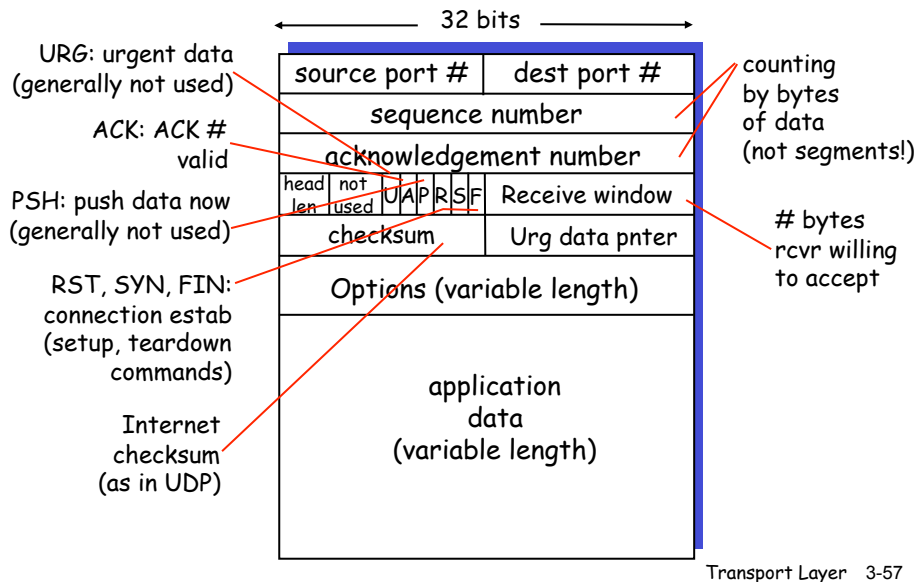 32 bits
URG: urgent data
(generally not used)
ACK: ACK #
valid
PSH: push data now
(generally not used)
RST, SYN, FIN:
connection estab
(setup, teardown
commands)
Internet
checksum
(as in UDP)
source port #
dest port #
sequence number
acknowledgement number
head
len
not
used
U
A
P
R
S
F
Receive window
checksum
Urg data pnter
Options (variable length)
application
data
(variable length)
counting
by bytes
of data
(not segments!)
# bytes
rcvr willing
to accept
Transport Layer 3-57